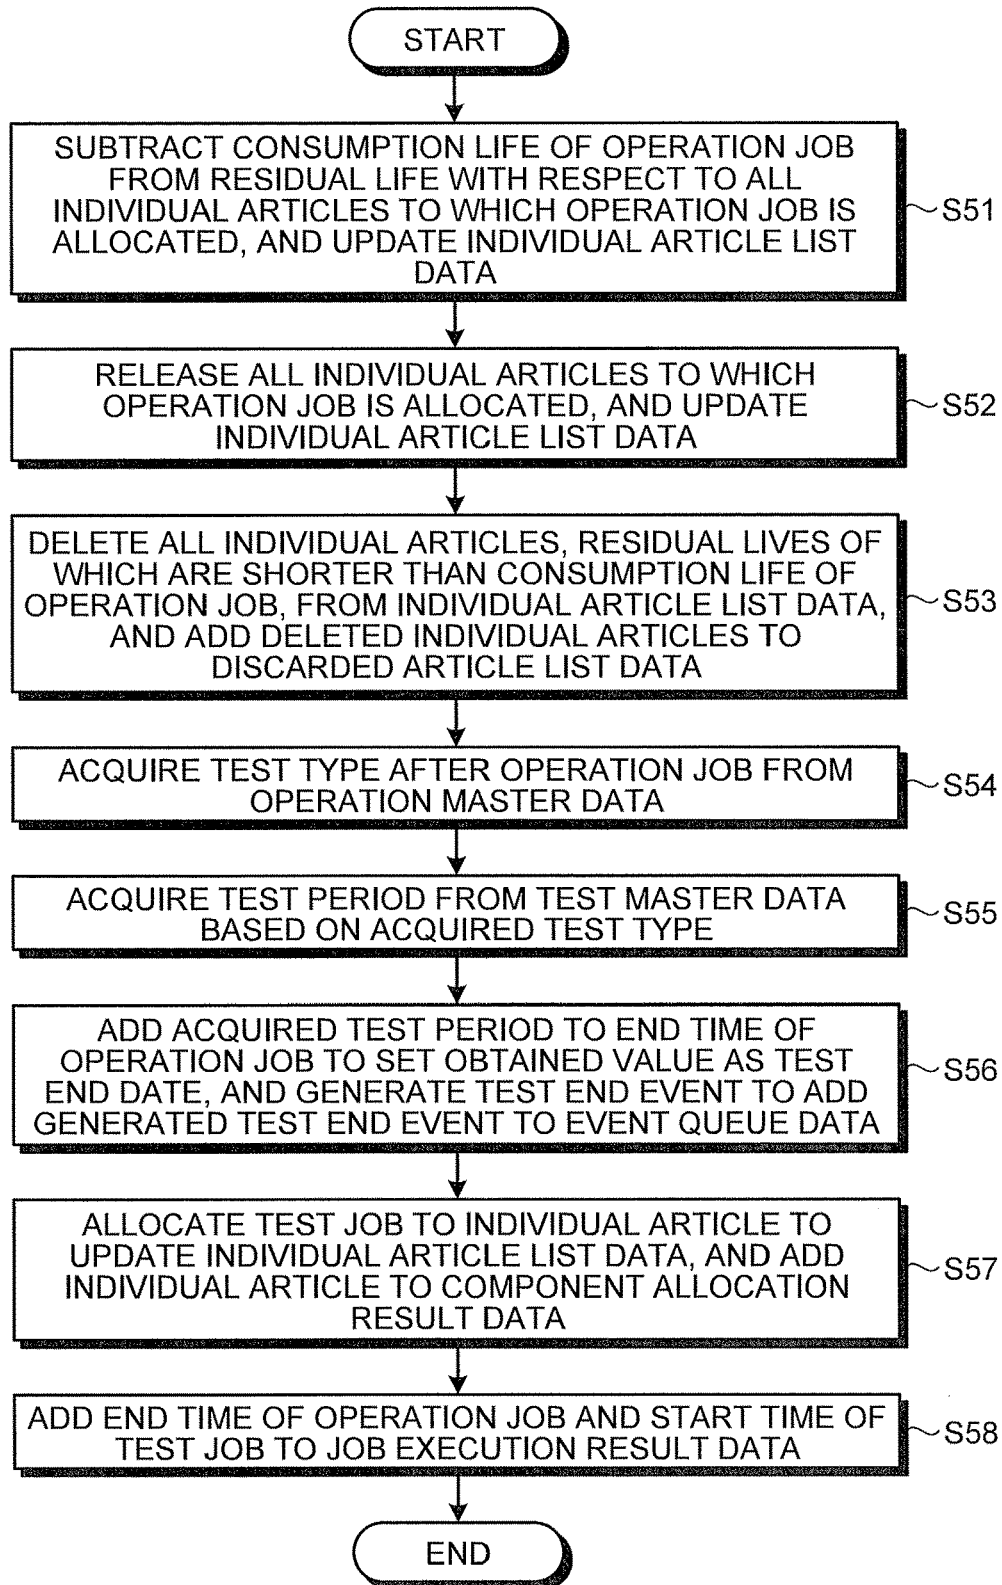 START
SUBTRACT CONSUMPTION LIFE OF OPERATION JOB
FROM RESIDUAL LIFE WITH RESPECT TO ALL
INDIVIDUAL ARTICLES TO WHICH OPERATION JOB IS
ALLOCATED, AND UPDATE INDIVIDUAL ARTICLE LIST
DATA
S51
RELEASE ALL INDIVIDUAL ARTICLES TO WHICH
OPERATION JOB IS ALLOCATED, AND UPDATE
INDIVIDUAL ARTICLE LIST DATA
S52
DELETE ALL INDIVIDUAL ARTICLES, RESIDUAL LIVES OF
WHICH ARE SHORTER THAN CONSUMPTION LIFE OF
OPERATION JOB, FROM INDIVIDUAL ARTICLE LIST DATA,
AND ADD DELETED INDIVIDUAL ARTICLES TO
DISCARDED ARTICLE LIST DATA
S53
ACQUIRE TEST TYPE AFTER OPERATION JOB FROM
OPERATION MASTER DATA
S54
ACQUIRE TEST PERIOD FROM TEST MASTER DATA
BASED ON ACQUIRED TEST TYPE
S55
ADD ACQUIRED TEST PERIOD TO END TIME OF
OPERATION JOB TO SET OBTAINED VALUE AS TEST
END DATE, AND GENERATE TEST END EVENT TO ADD
GENERATED TEST END EVENT TO EVENT QUEUE DATA
S56
ALLOCATE TEST JOB TO INDIVIDUAL ARTICLE TO
UPDATE INDIVIDUAL ARTICLE LIST DATA, AND ADD
INDIVIDUAL ARTICLE TO COMPONENT ALLOCATION
RESULT DATA
S57
ADD END TIME OF OPERATION JOB AND START TIME OF
TEST JOB TO JOB EXECUTION RESULT DATA
S58
END